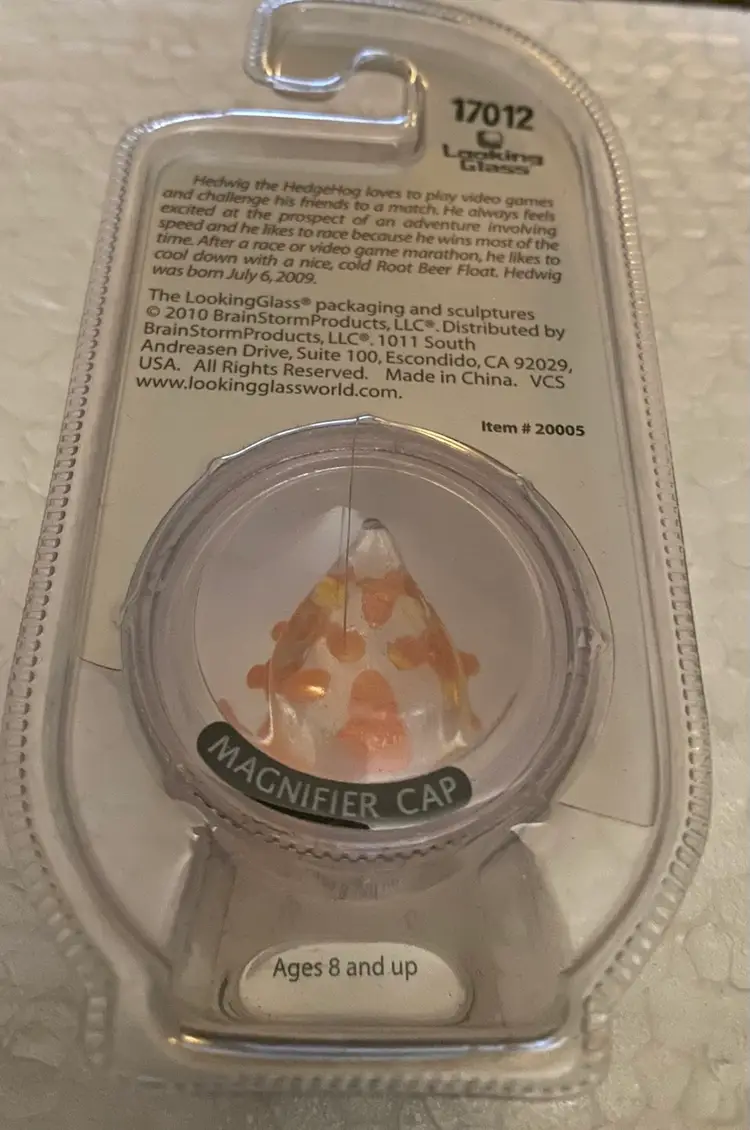 17012
Looking
Glass
Hedwig the HedgeHog loves to play video games
and challenge his friends to a match. He always feels
excited at the prospect of an adventure involving
speed and he likes to race because he wins most of the
time. After a race or video game marathon, he likes to
cool down with a nice, cold Root Beer Float. Hedwig
was born July 6, 2009.
The LookingGlass® packaging and sculptures
© 2010 BrainStormProducts, LLC®. Distributed by
BrainStormProducts, LLC®. 1011 South
Andreasen Drive, Suite 100, Escondido, CA 92029,
USA. All Rights Reserved. Made in China. VCS
www.lookingglassworld.com.
Item # 20005
MAGNIFIER CAP
Ages 8 and up